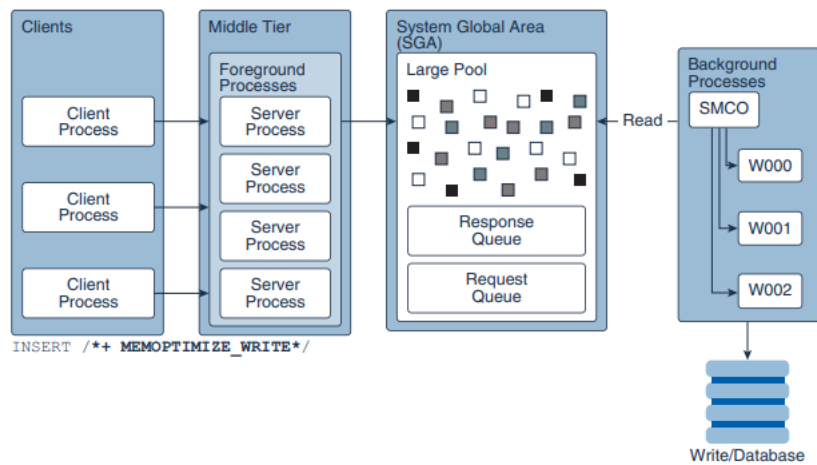 Clients
Client
Process
Client
Process
Client
Process
INSERT /*+ MEMOPTIMIZE_WRITE*/
Middle Tier
Foreground
Processes
Server
Process
Server
Process
Server
Process
Server
Process
System Global Area
(SGA)
Large Pool
Response
Queue
Request
Queue
Read
Background
Processes
SMCO
W000
W001
W002
Write/Database